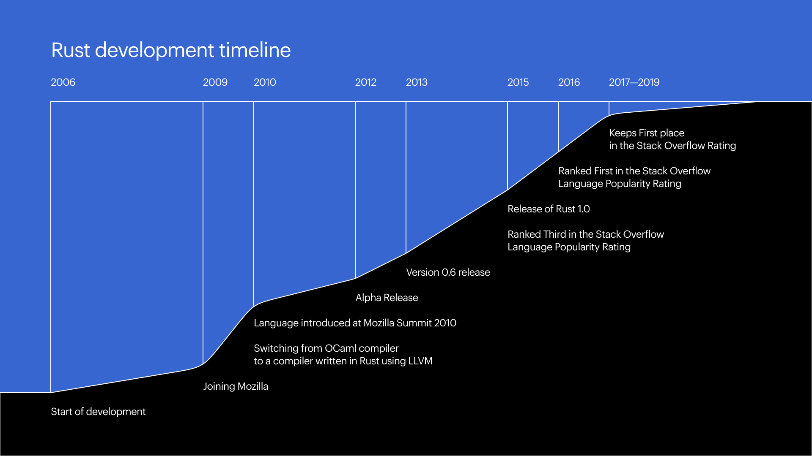 Rust development timeline
2006
2009
2010
2012
2013
2015
2016
2017—2019
Keeps First place
in the Stack Overflow Rating
Ranked First in the Stack Overflow
Language Popularity Rating
Release of Rust 1.0
Ranked Third in the Stack Overflow
Language Popularity Rating
Version 0.6 release
Alpha Release
Language introduced at Mozilla Summit 2010
Switching from OCaml compiler
to a compiler written in Rust using LLVM
Joining Mozilla
Start of development